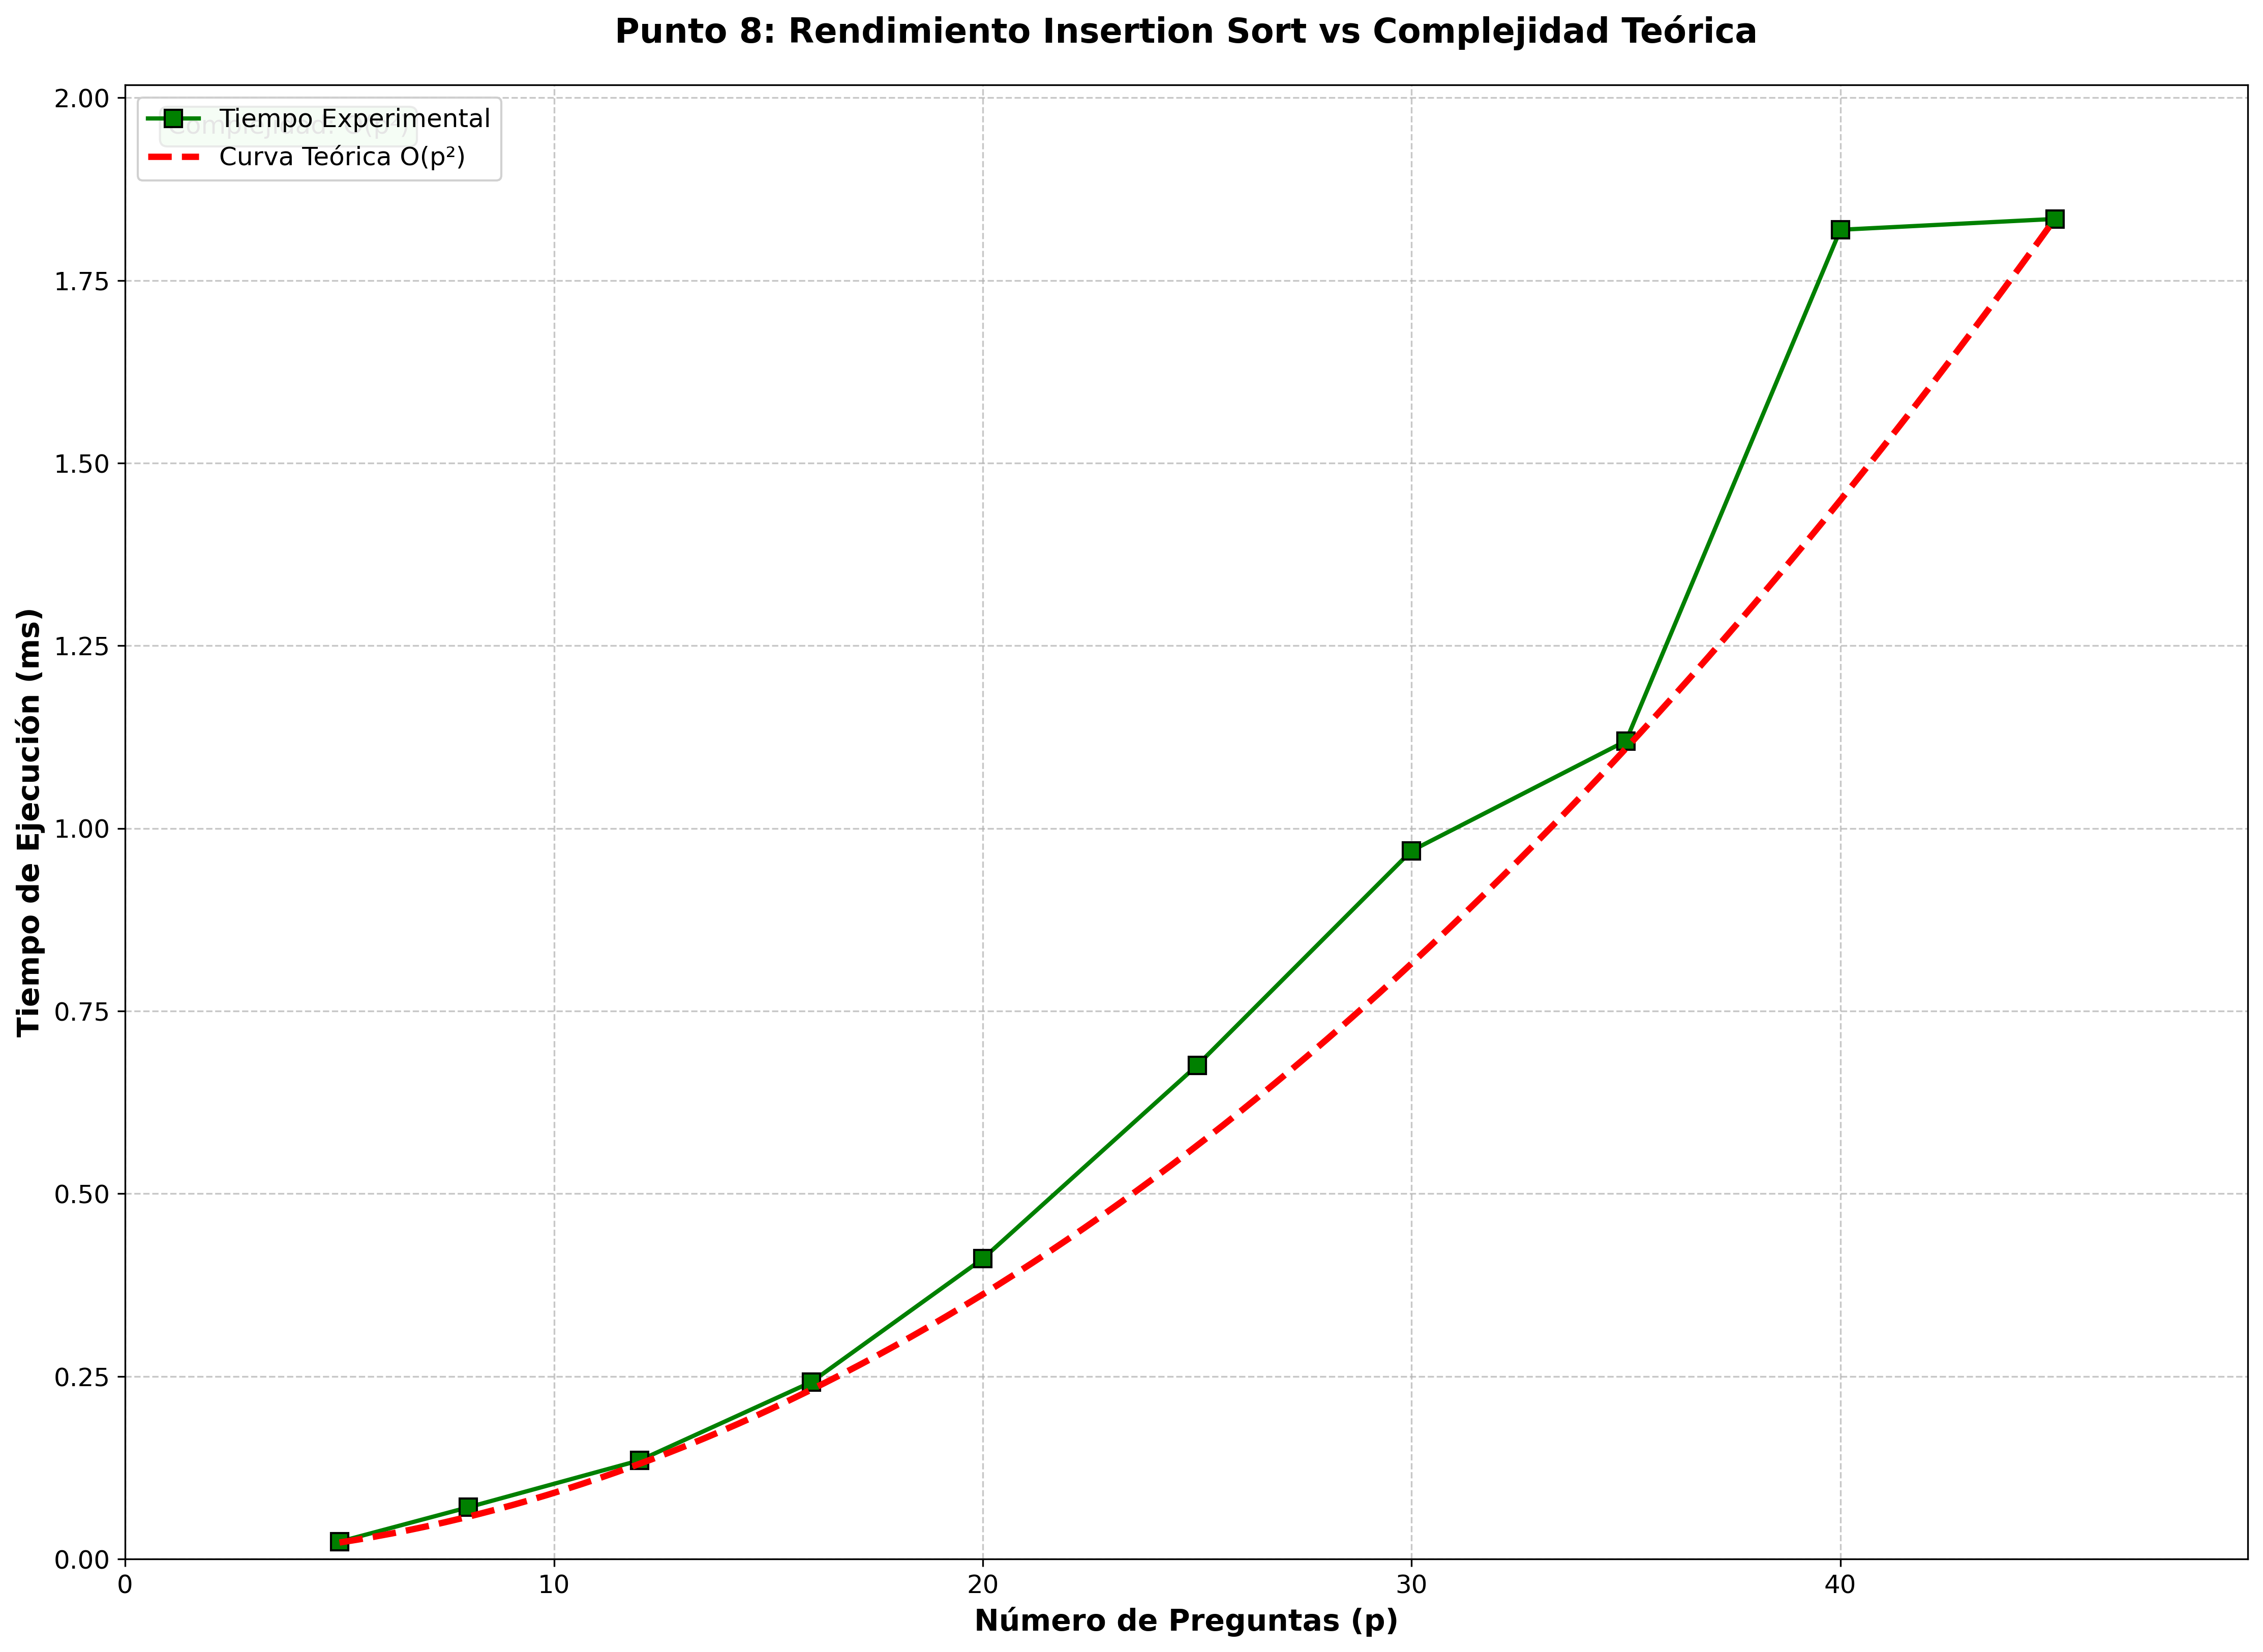 Punto 8: Rendimiento Insertion Sort vs Complejidad Teórica
Tiempo Experimental
Curva Teórica O(p²)
Complejidad: O(p²)
Tiempo de Ejecución (ms)
2.00
1.75
1.50
1.25
1.00
0.75
0.50
0.25
0.00
0 10 20 30 40
Número de Preguntas (p)